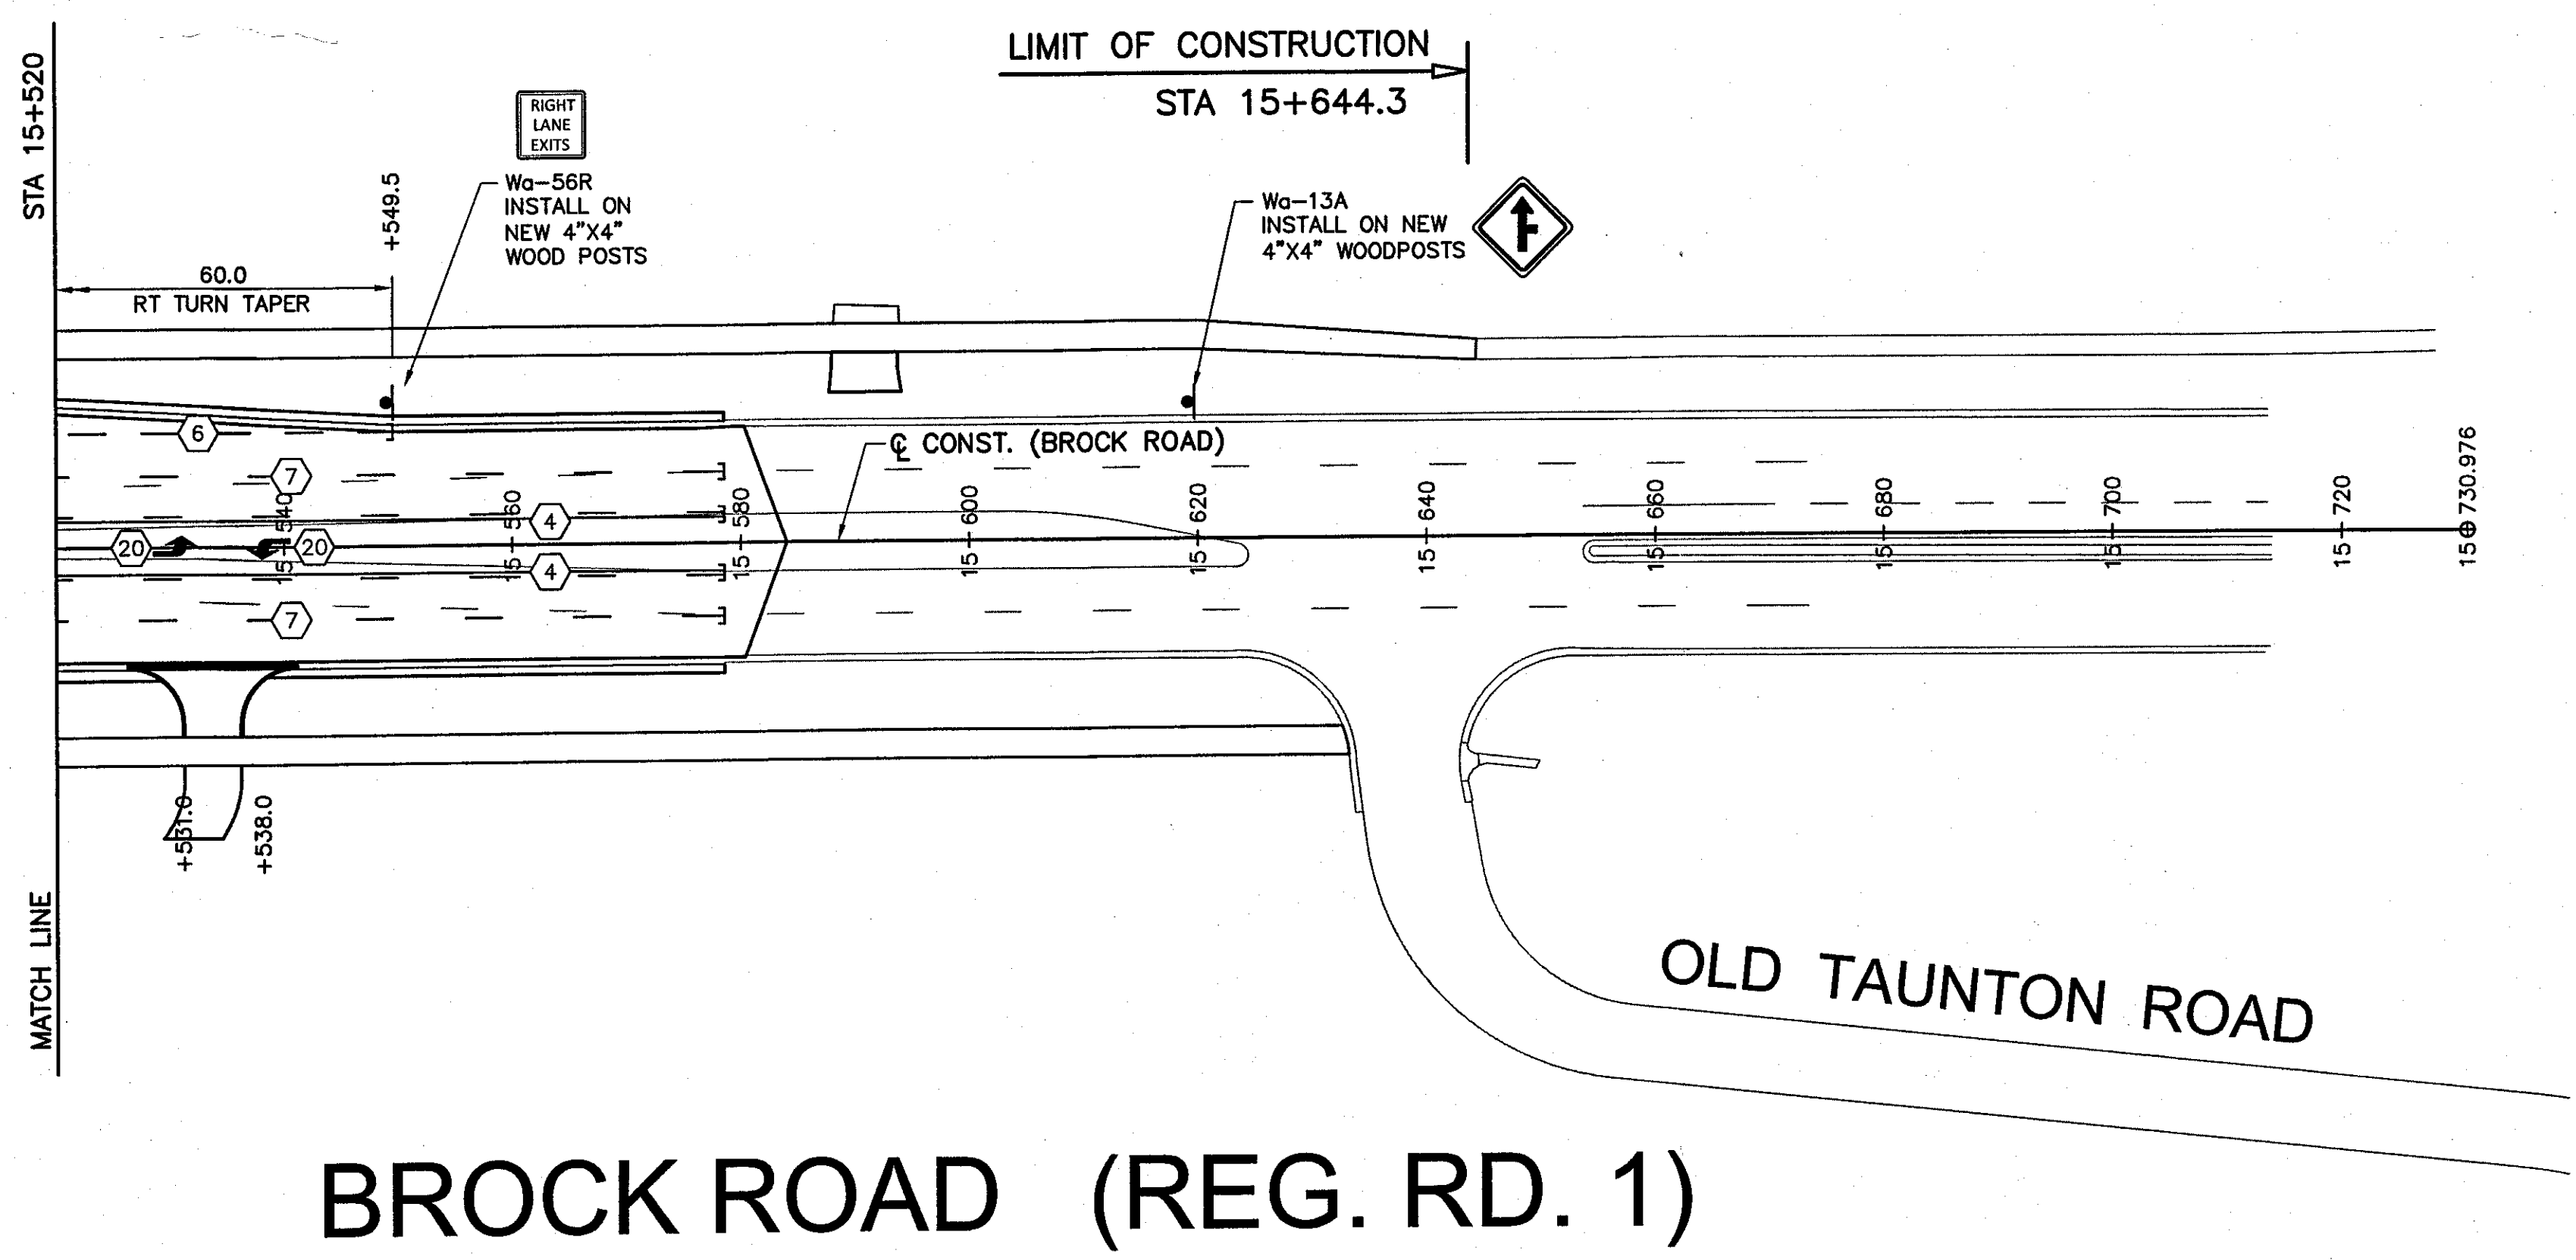 STA 15+520
LIMIT OF CONSTRUCTION
STA 15+644.3
RIGHT
LANE
EXITS
+549.5
Wa-56R
INSTALL ON
NEW 4"X4"
WOOD POSTS
Wa-13A
INSTALL ON NEW
4"X4" WOODPOSTS
60.0
RT TURN TAPER
6
7
℄ CONST. (BROCK ROAD)
15+540
15+560
15+580
15+600
15+620
15+640
15+660
15+680
15+700
15+720
15+730.976
4
20
20
4
7
+531.0
+538.0
MATCH LINE
OLD TAUNTON ROAD
BROCK ROAD (REG. RD. 1)